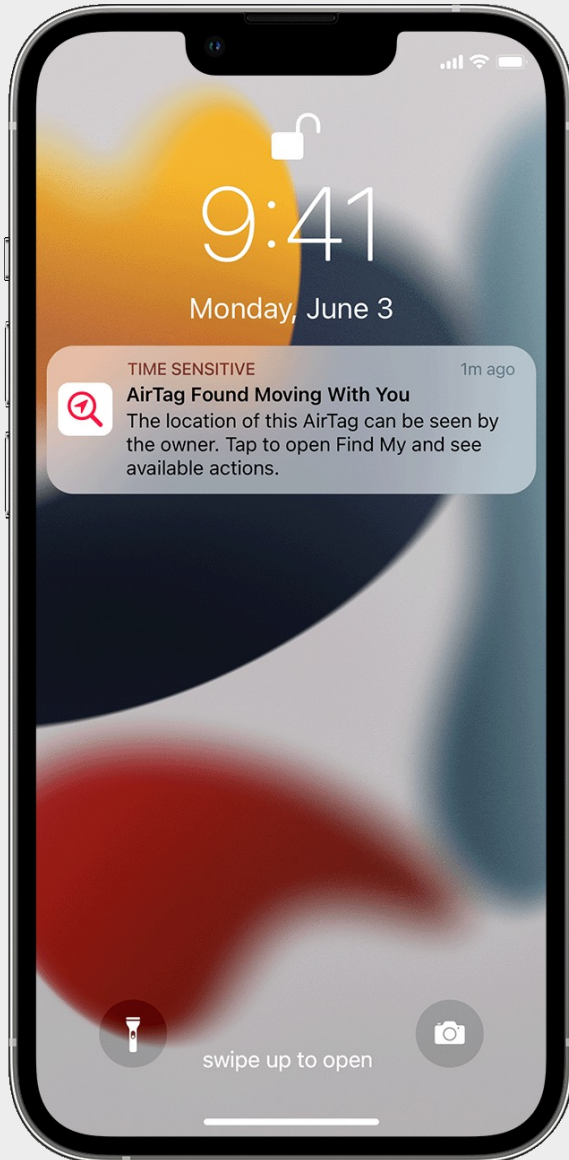 9:41
Monday, June 3
TIME SENSITIVE 1m ago
AirTag Found Moving With You
The location of this AirTag can be seen by
the owner. Tap to open Find My and see
available actions.
swipe up to open